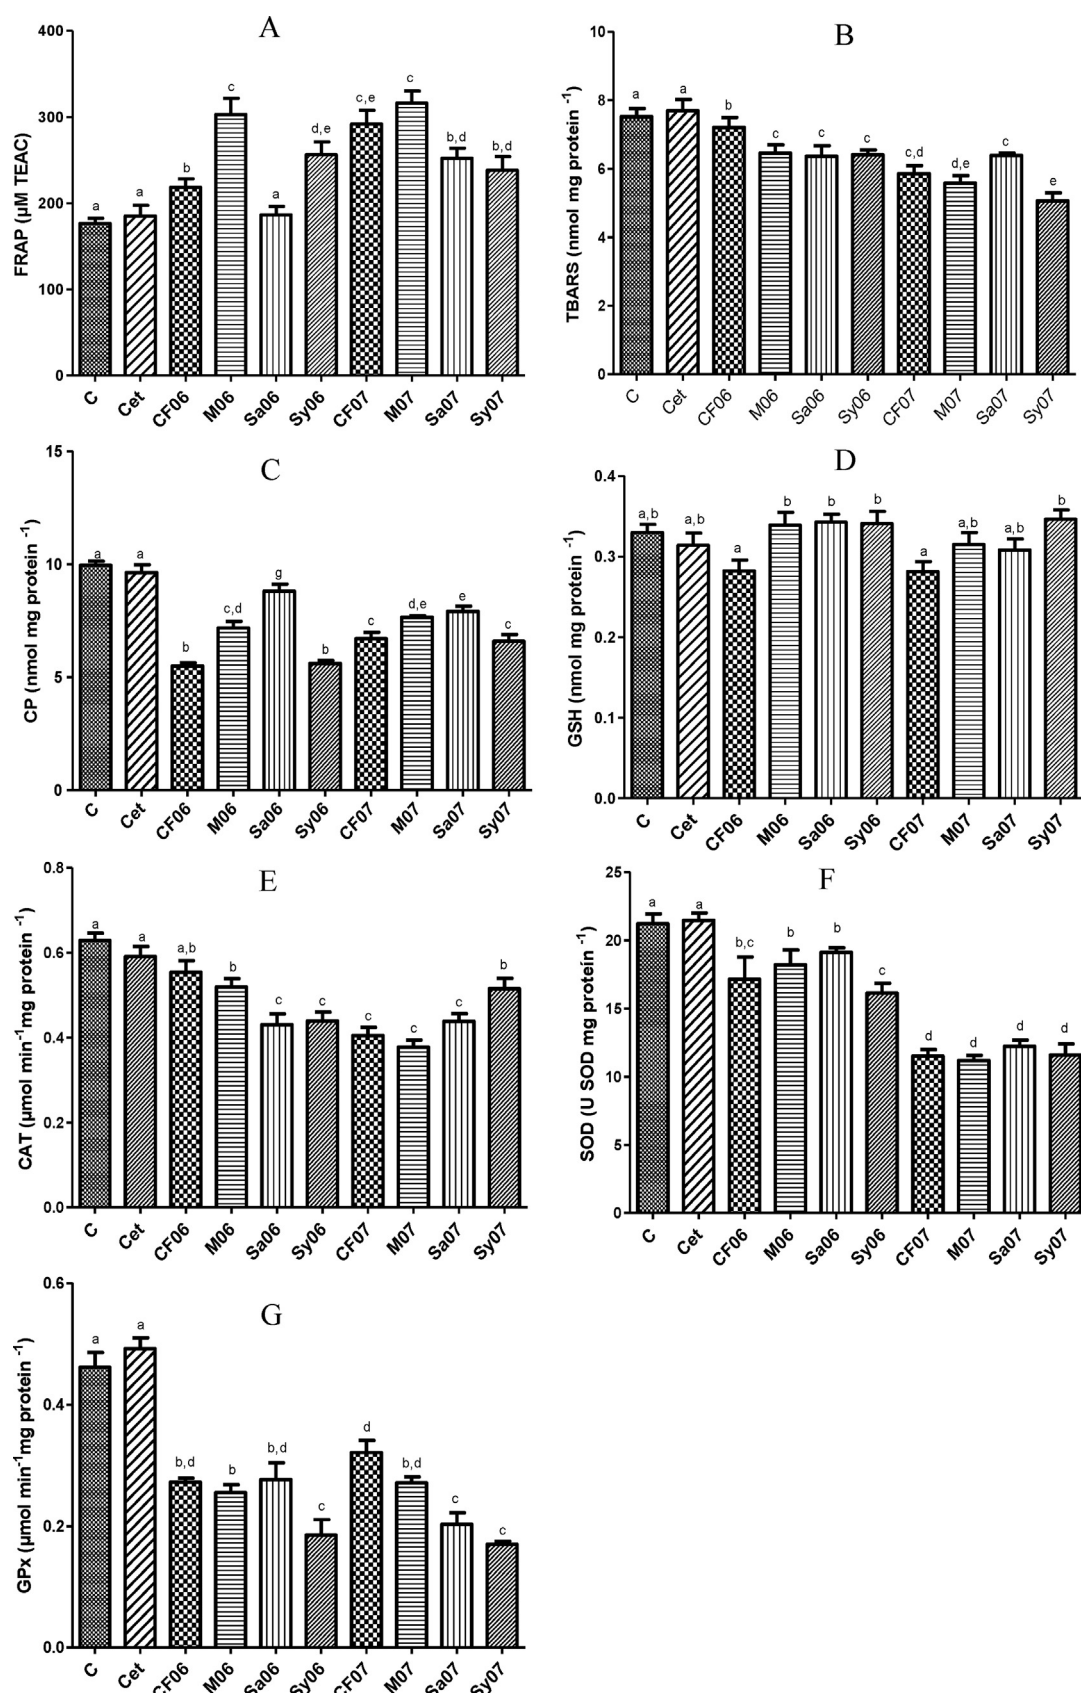 A
FRAP (µM TEAC)
400
300
200
100
0
a
a
b
c
a
d,e
c,e
c
b,d
b,d
C
Cet
CF06
M06
Sa06
Sy06
CF07
M07
Sa07
Sy07
B
TBARS (nmol mg protein -1)
10
8
6
4
2
0
a
a
b
c
c
c
c,d
d,e
c
e
C
Cet
CF06
M06
Sa06
Sy06
CF07
M07
Sa07
Sy07
C
CP (nmol mg protein -1)
15
10
5
0
a
a
b
c,d
g
b
c
d,e
e
c
C
Cet
CF06
M06
Sa06
Sy06
CF07
M07
Sa07
Sy07
D
GSH (nmol mg protein -1)
0.4
0.3
0.2
0.1
0.0
a,b
a,b
a
b
b
b
a
a,b
a,b
b
C
Cet
CF06
M06
Sa06
Sy06
CF07
M07
Sa07
Sy07
E
CAT (µmol min-1mg protein -1)
0.8
0.6
0.4
0.2
0.0
a
a
a,b
b
c
c
c
c
c
b
C
Cet
CF06
M06
Sa06
Sy06
CF07
M07
Sa07
Sy07
F
SOD (U SOD mg protein -1)
25
20
15
10
5
0
a
a
b,c
b
b
c
d
d
d
d
C
Cet
CF06
M06
Sa06
Sy06
CF07
M07
Sa07
Sy07
G
GPx (µmol min-1mg protein -1)
0.6
0.4
0.2
0.0
a
a
b,d
b
b,d
c
d
b,d
c
c
C
Cet
CF06
M06
Sa06
Sy06
CF07
M07
Sa07
Sy07